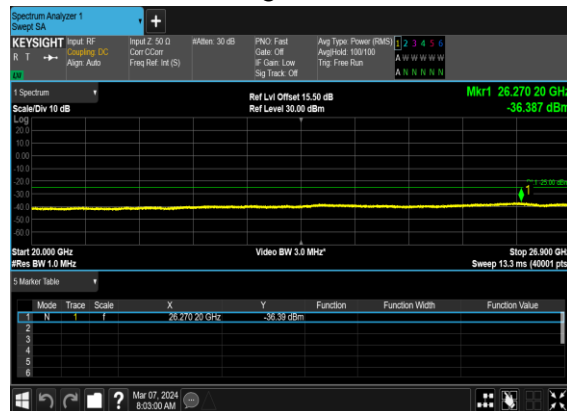 Spectrum Analyzer 1
Swept SA
+
KEYSIGHT Input: RF Input Z: 50 Ω #Atten: 30 dB PNO: Fast Avg Type: Power (RMS) 1 2 3 4 5 6
R T Coupling: DC Corr CCorr Gate: Off Avg|Hold: 100/100 A W W W W W
Align: Auto Freq Ref: Int (S) IF Gain: Low Trig: Free Run
Sig Track: Off A N N N N N
1 Spectrum Ref Lvl Offset 15.50 dB Mkr1 26.270 20 GHz
Scale/Div 10 dB Ref Level 30.00 dBm -36.387 dBm
Log
20.0
10.0
0.00
-10.0
-20.0
-25.00 dBm
-30.0
1
-40.0
-50.0
-60.0
Start 20.000 GHz Video BW 3.0 MHz* Stop 26.900 GHz
#Res BW 1.0 MHz Sweep 13.3 ms (40001 pts
5 Marker Table
Mode Trace Scale X Y Function Function Width Function Value
1 N 1 f 26.270 20 GHz -36.39 dBm
2
3
4
5
6
? Mar 07, 2024
8:03:00 AM